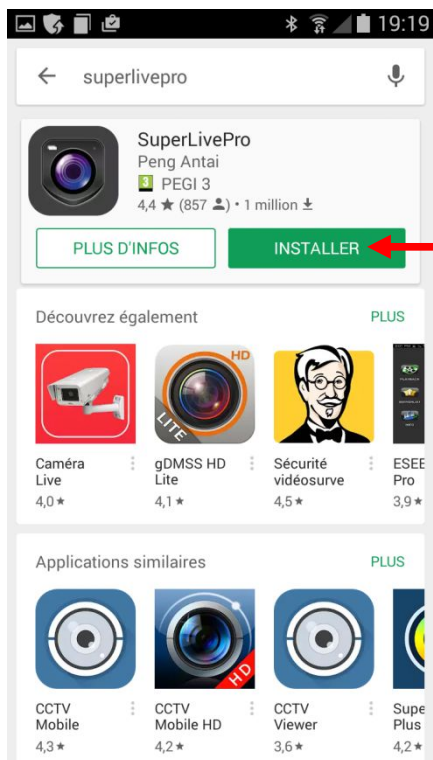 19:19
superlivepro
SuperLivePro
Peng Antai
3 PEGI 3
4,4 ★ (857) • 1 million
PLUS D'INFOS
INSTALLER
Découvrez également
PLUS
HD
LITE
Caméra
Live
4,0★
gDMSS HD
Lite
4,1★
Sécurité
vidéosurve
4,5★
ESEE
Pro
3,9★
Applications similaires
PLUS
HD
CCTV
Mobile
4,3★
CCTV
Mobile HD
4,2★
CCTV
Viewer
3,6★
Supe
Plus
4,2★